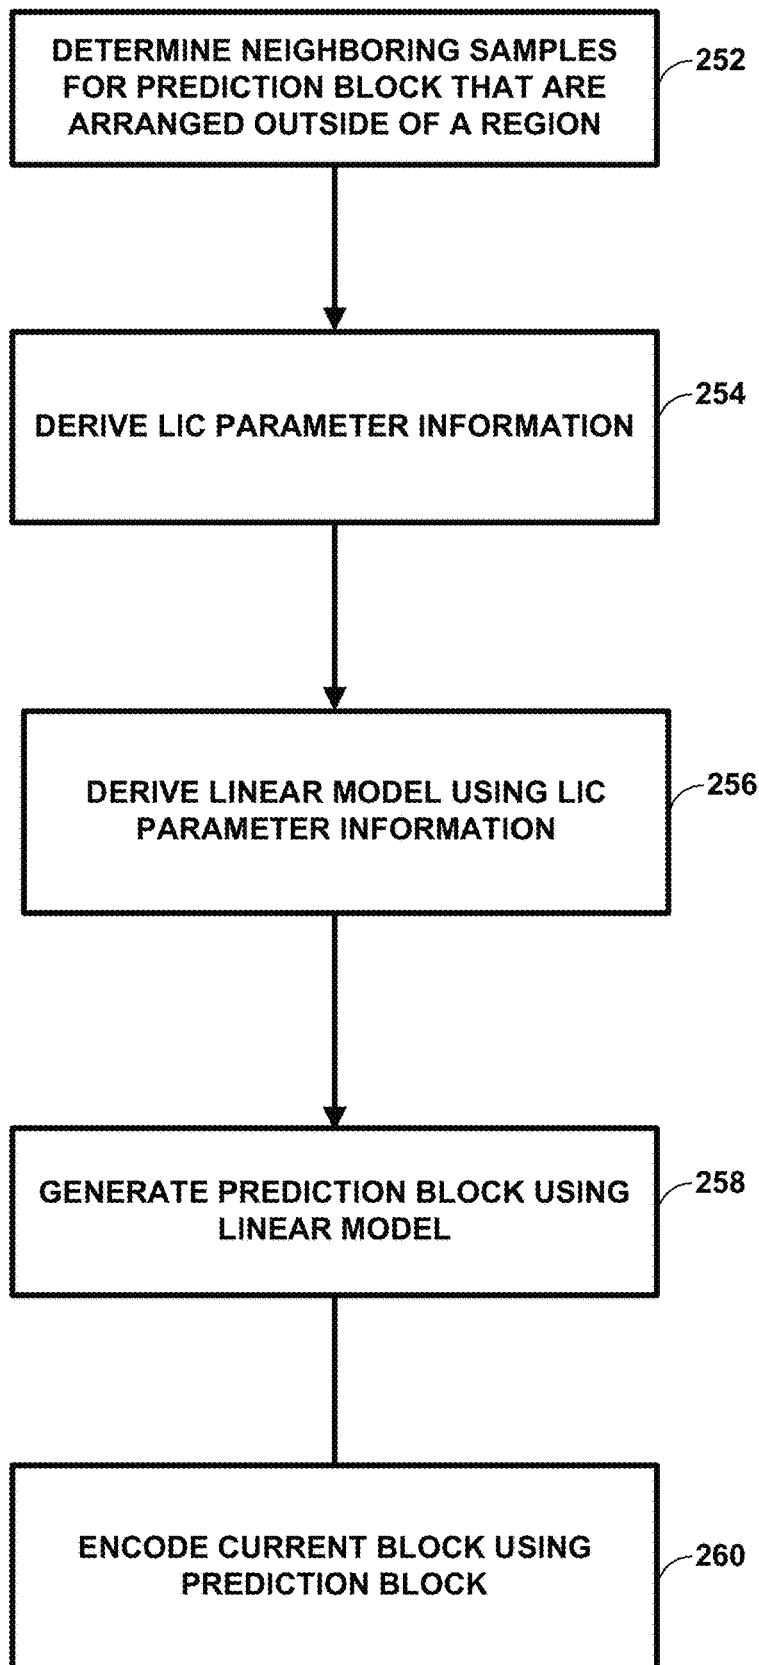 DETERMINE NEIGHBORING SAMPLES
FOR PREDICTION BLOCK THAT ARE
ARRANGED OUTSIDE OF A REGION
252
DERIVE LIC PARAMETER INFORMATION
254
DERIVE LINEAR MODEL USING LIC
PARAMETER INFORMATION
256
GENERATE PREDICTION BLOCK USING
LINEAR MODEL
258
ENCODE CURRENT BLOCK USING
PREDICTION BLOCK
260